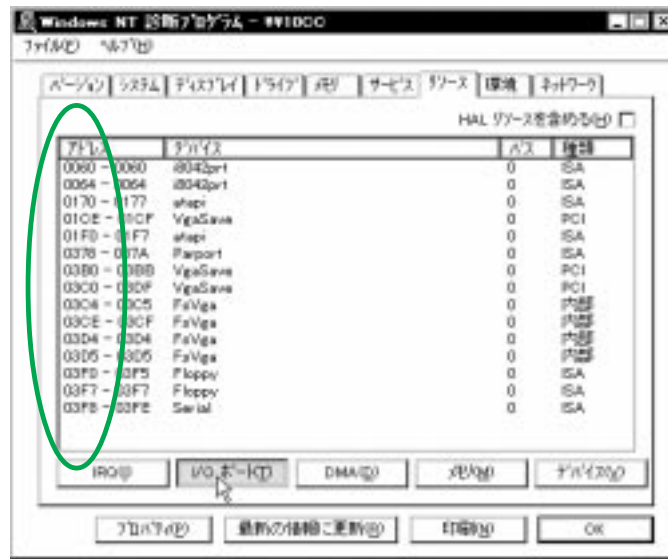 Windows NT 診断プログラム - ¥¥1000
ファイル(F) ヘルプ(H)
バージョン システム ディスプレイ ドライブ メモリ サービス リソース 環境 ネットワーク
HAL リソースを含める(H)
アドレス デバイス バス 種類
0060 - 0060 i8042prt 0 ISA
0064 - 0064 i8042prt 0 ISA
0170 - 0177 atapi 0 ISA
01CE - 01CF VgaSave 0 PCI
01F0 - 01F7 atapi 0 ISA
0378 - 037A Parport 0 ISA
03B0 - 03BB VgaSave 0 PCI
03C0 - 03DF VgaSave 0 PCI
03C4 - 03C5 FsVga 0 内部
03CE - 03CF FsVga 0 内部
03D4 - 03D4 FsVga 0 内部
03D5 - 03D5 FsVga 0 内部
03F0 - 03F5 Floppy 0 ISA
03F7 - 03F7 Floppy 0 ISA
03F8 - 03FE Serial 0 ISA
IRQ(I) I/O ポート(T) DMA(D) メモリ(M) デバイス(V)
プロパティ(P) 最新の情報に更新(R) 印刷(N) OK